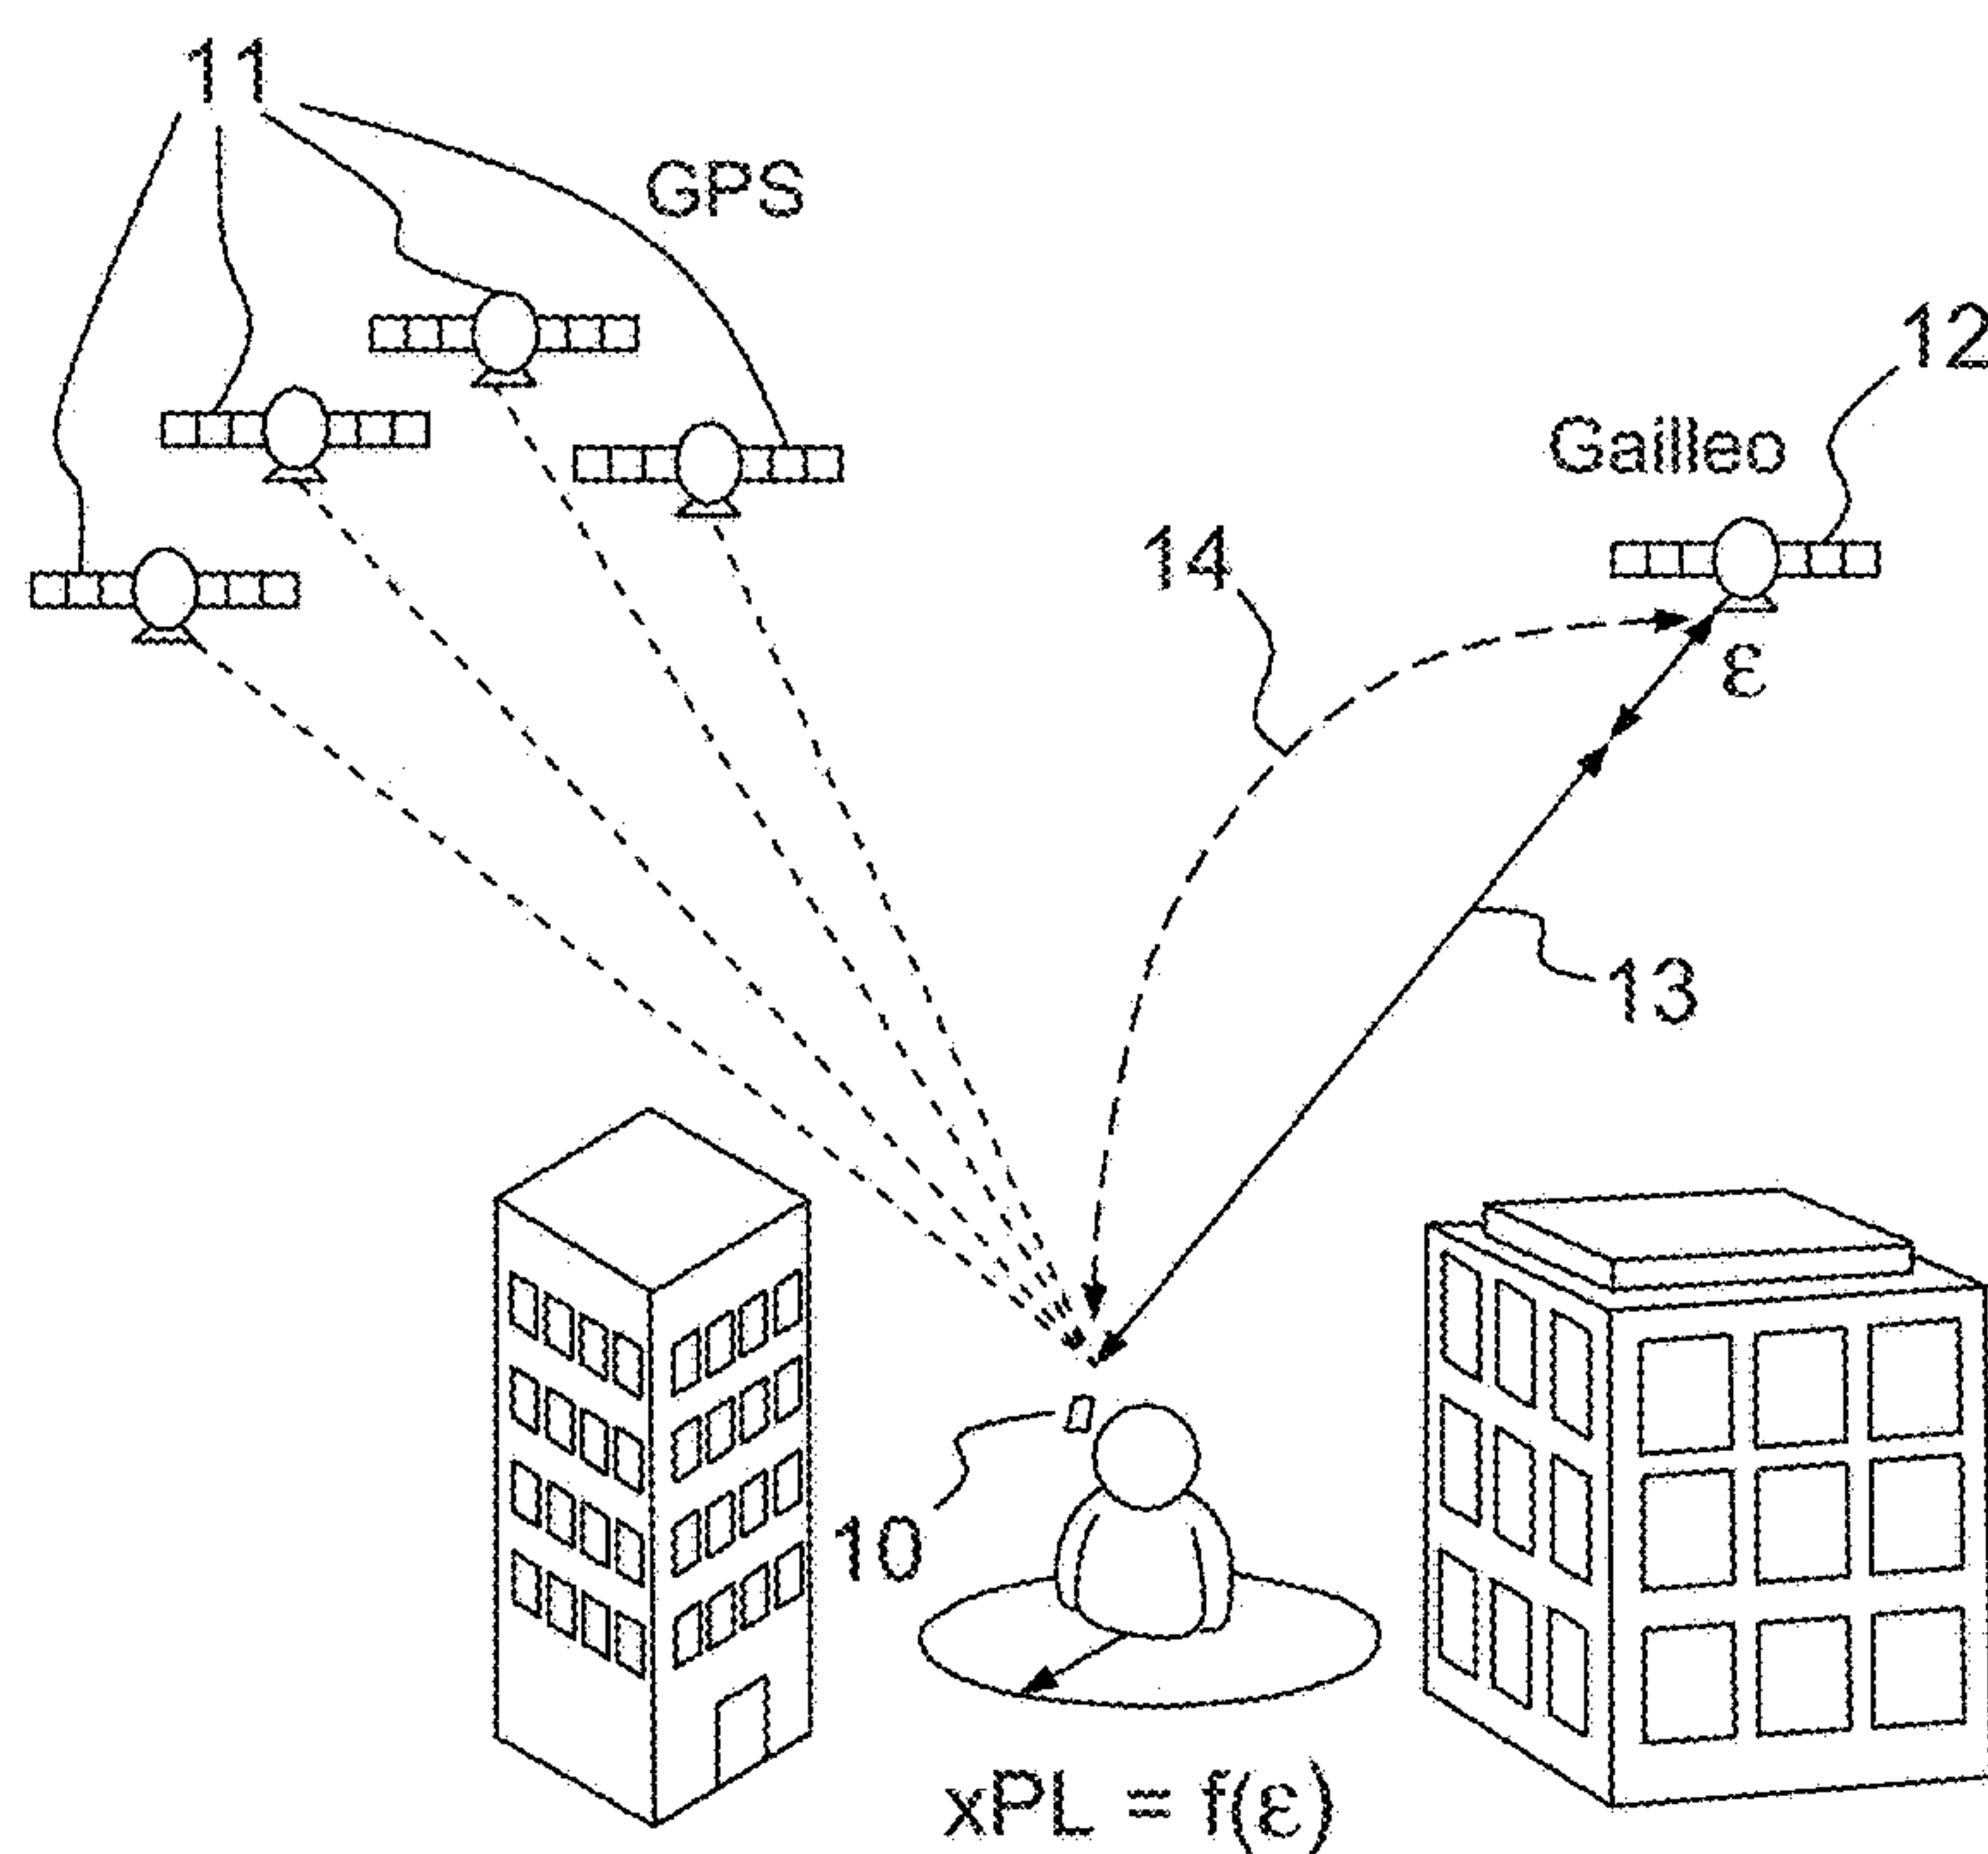 11
GPS
12
Gailleo
14
ε
13
10
xPL = f(ε)